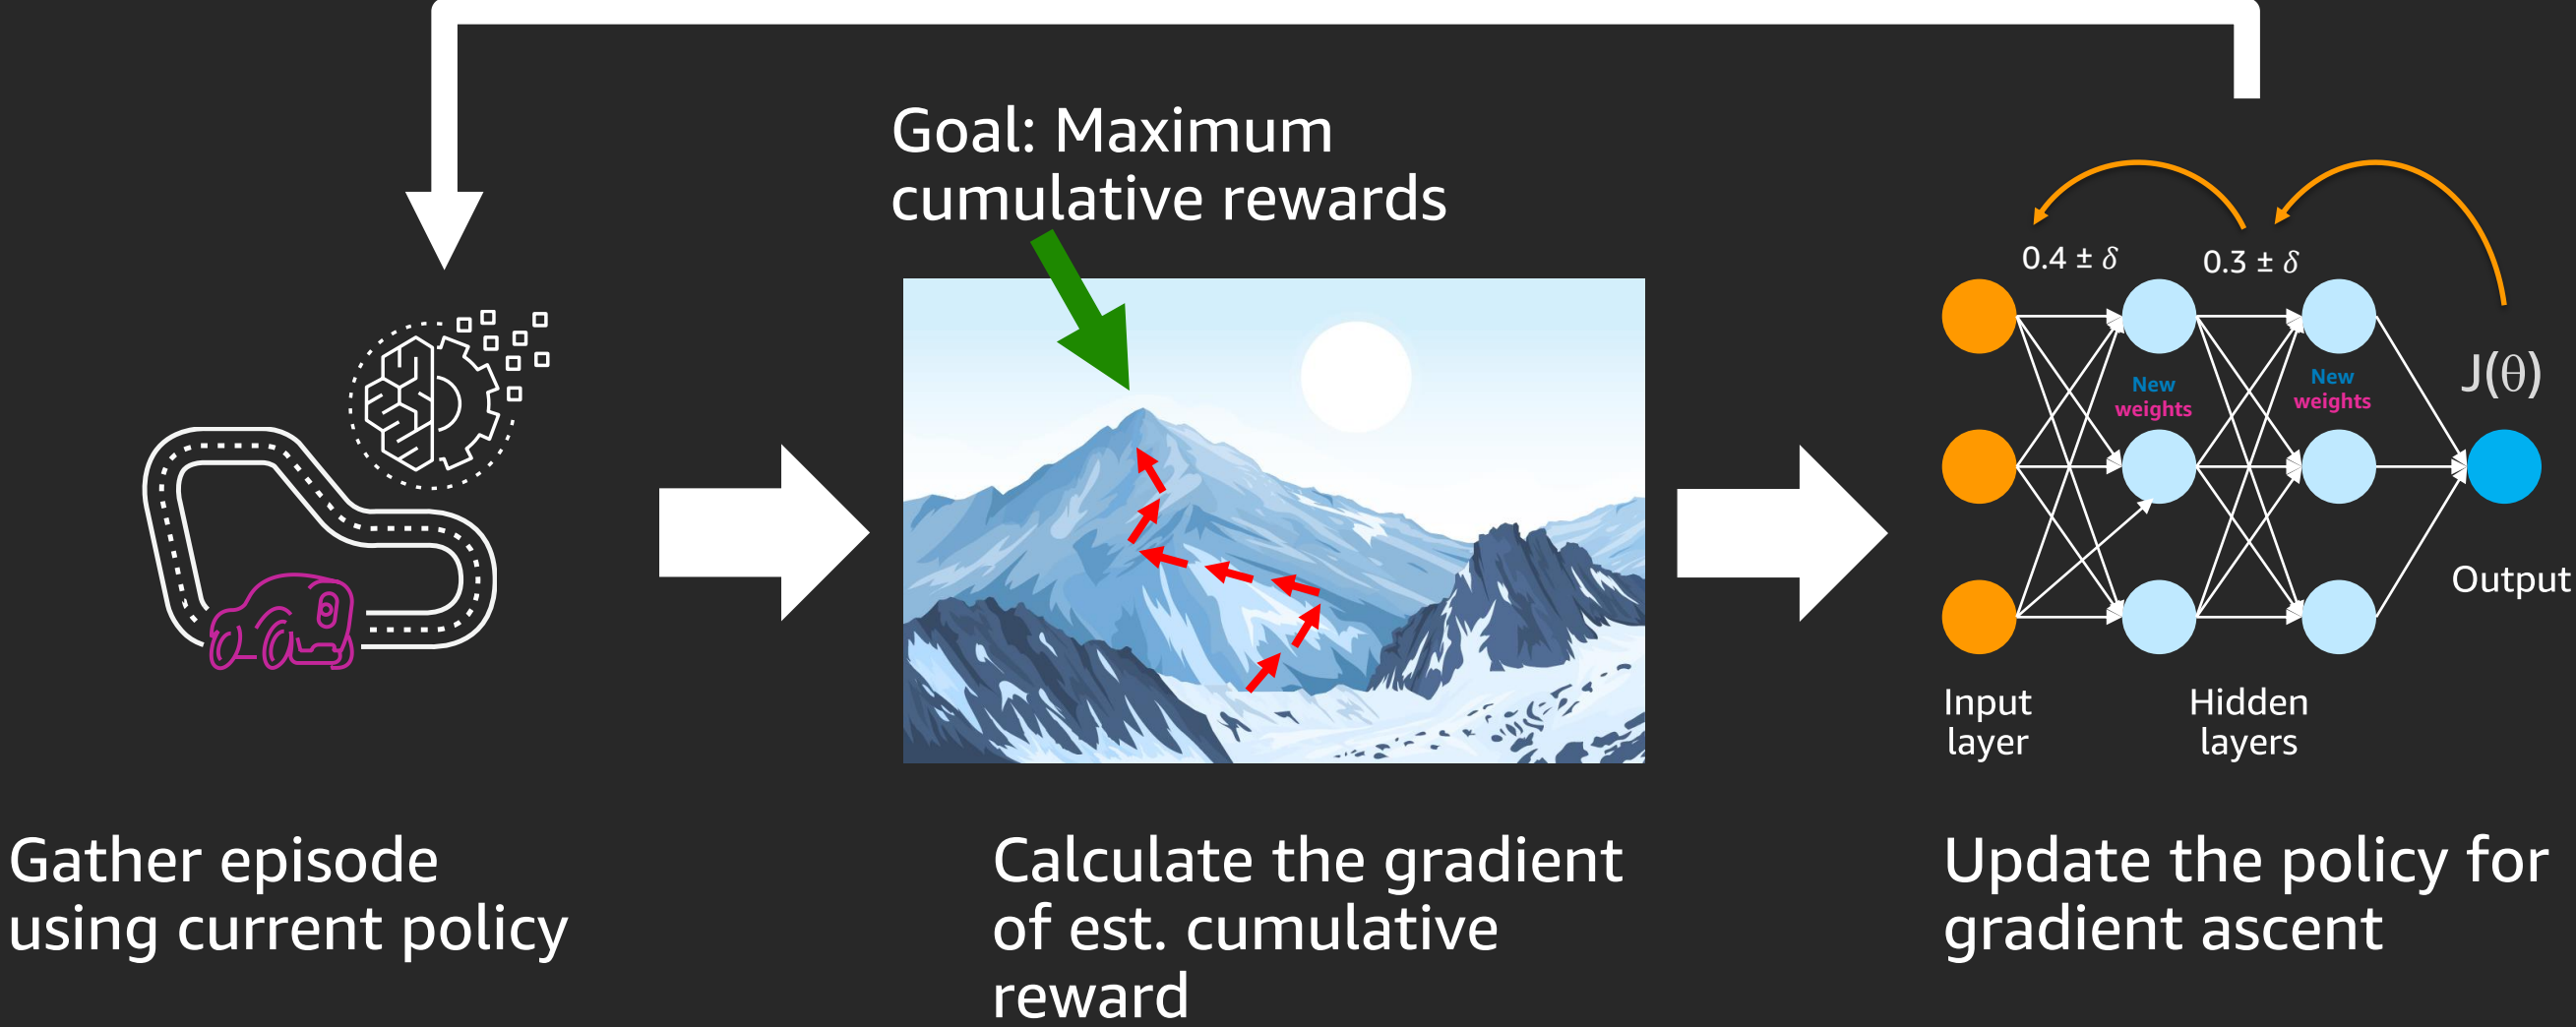 Goal: Maximum
cumulative rewards
0.4 ± δ
0.3 ± δ
New
weights
New
weights
J(θ)
Output
Input
layer
Hidden
layers
Gather episode
using current policy
Calculate the gradient
of est. cumulative
reward
Update the policy for
gradient ascent